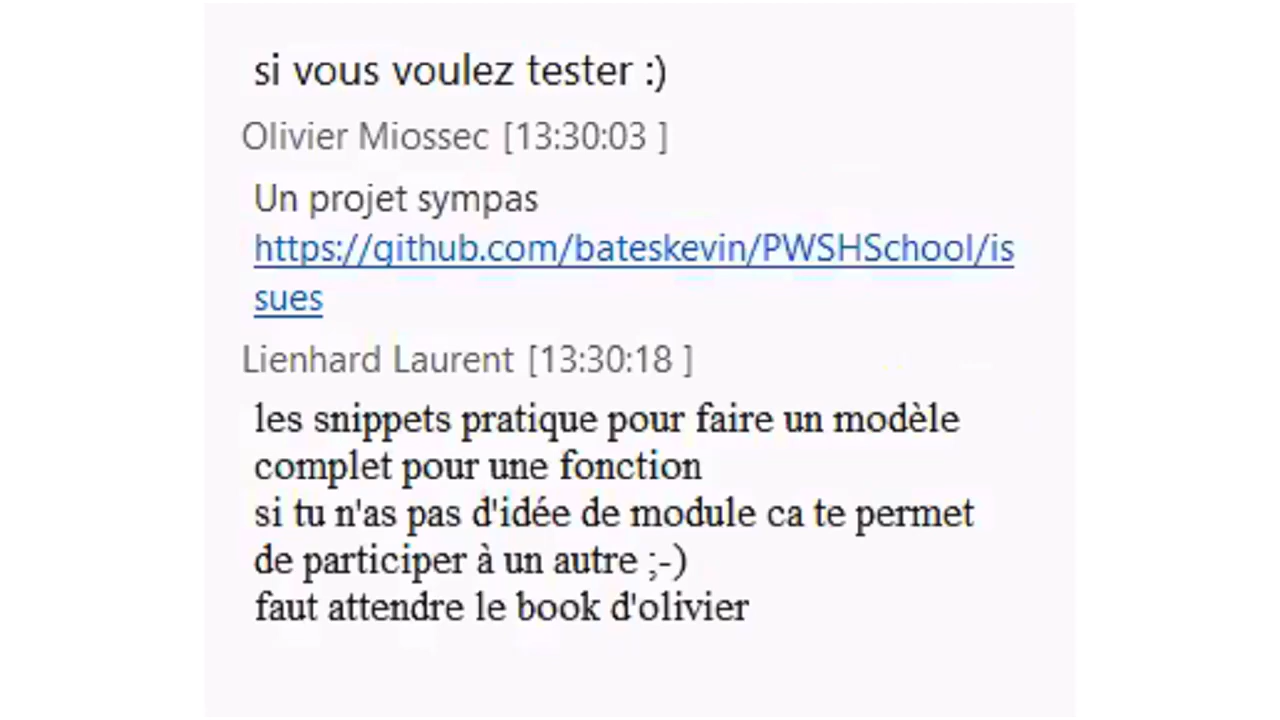 si vous voulez tester :)
Olivier Miossec [13:30:03 ]
Un projet sympas
https://github.com/bateskevin/PWSHSchool/is
sues
Lienhard Laurent [13:30:18 ]
les snippets pratique pour faire un modèle
complet pour une fonction
si tu n'as pas d'idée de module ca te permet
de participer à un autre ;-)
faut attendre le book d'olivier